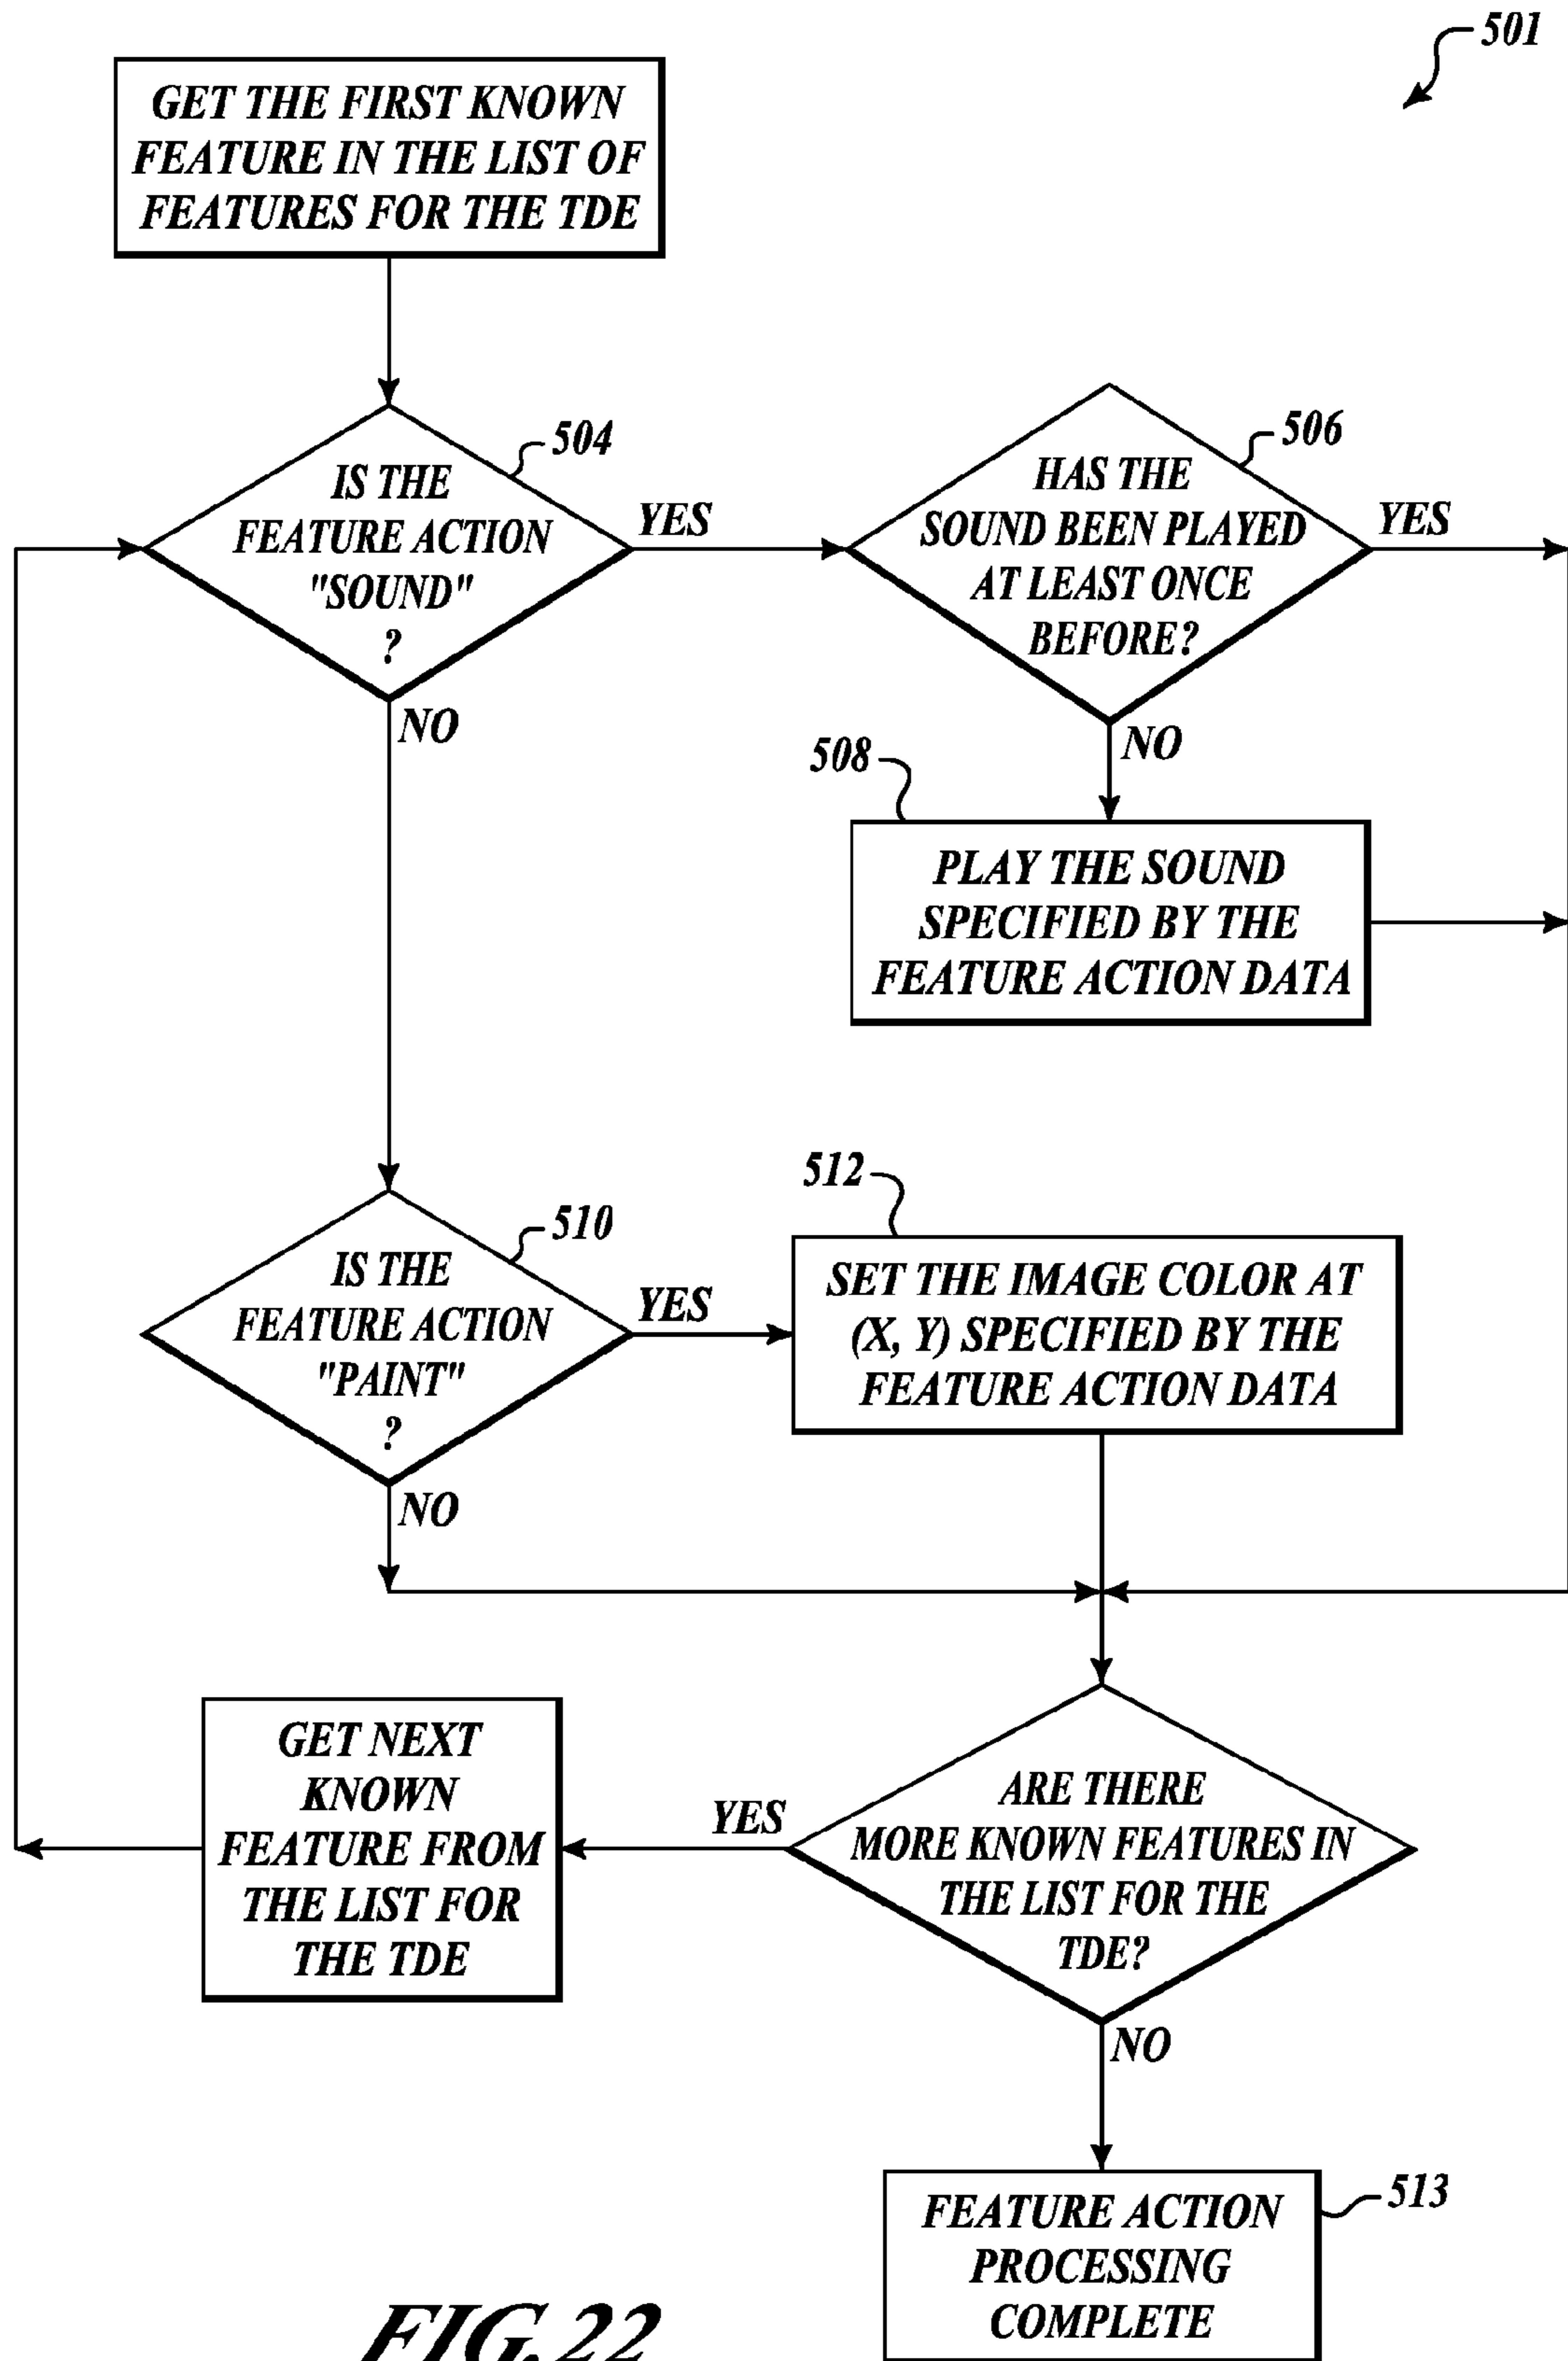 501
GET THE FIRST KNOWN
FEATURE IN THE LIST OF
FEATURES FOR THE TDE
504
IS THE
FEATURE ACTION
"SOUND"
?
YES
NO
506
HAS THE
SOUND BEEN PLAYED
AT LEAST ONCE
BEFORE?
YES
NO
508
PLAY THE SOUND
SPECIFIED BY THE
FEATURE ACTION DATA
510
IS THE
FEATURE ACTION
"PAINT"
?
YES
NO
512
SET THE IMAGE COLOR AT
(X, Y) SPECIFIED BY THE
FEATURE ACTION DATA
ARE THERE
MORE KNOWN FEATURES IN
THE LIST FOR THE
TDE?
YES
NO
GET NEXT
KNOWN
FEATURE FROM
THE LIST FOR
THE TDE
513
FEATURE ACTION
PROCESSING
COMPLETE
FIG.22